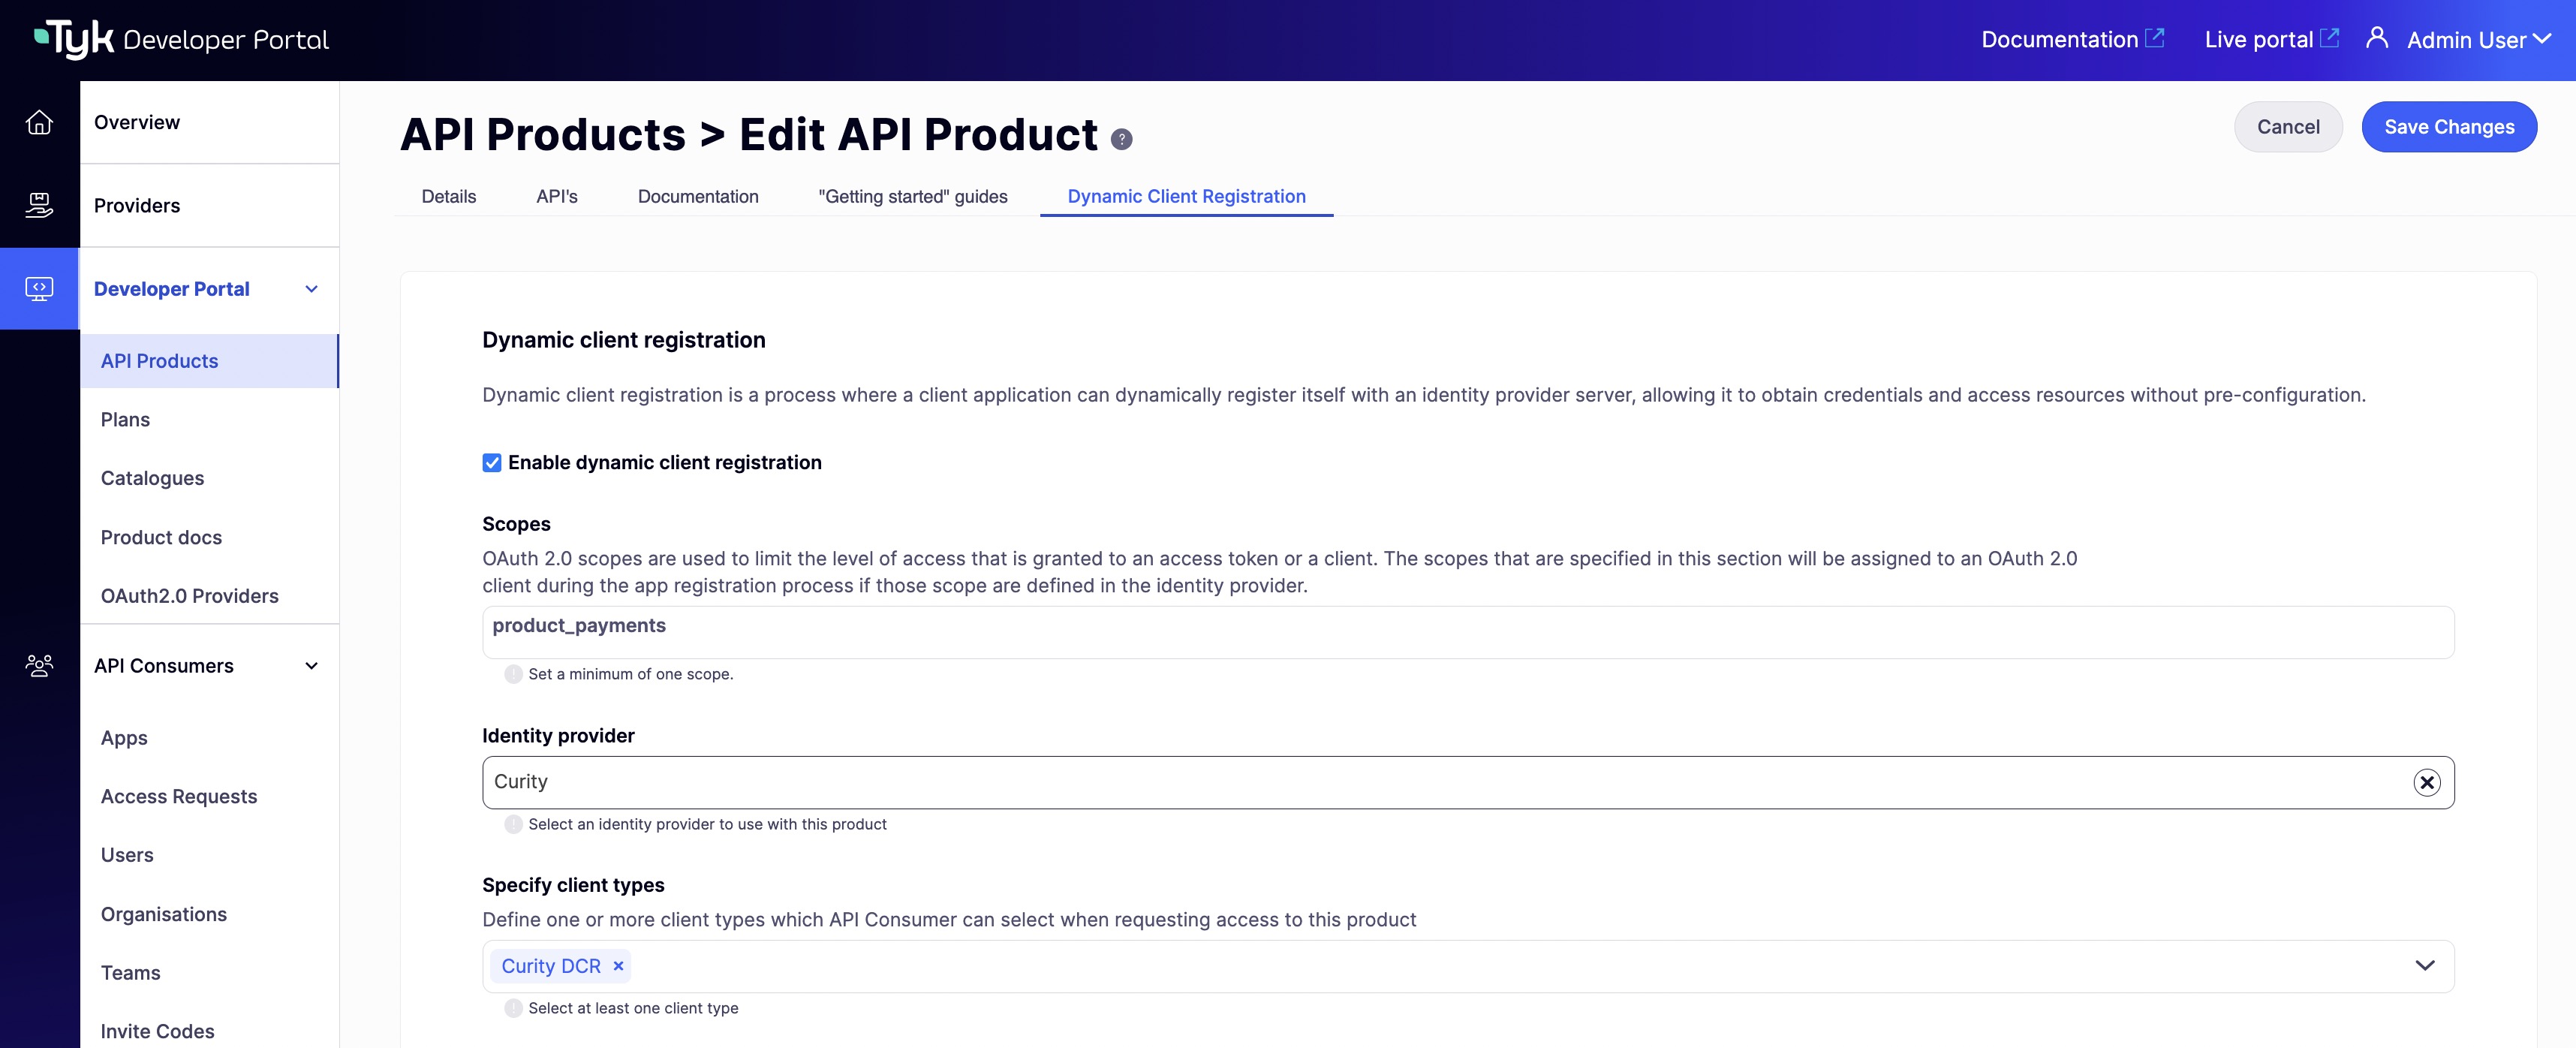 Tyk Developer Portal
Documentation
Live portal
Admin User
Overview
Providers
Developer Portal
API Products
Plans
Catalogues
Product docs
OAuth2.0 Providers
API Consumers
Apps
Access Requests
Users
Organisations
Teams
Invite Codes
API Products > Edit API Product ?
Cancel
Save Changes
Details
API's
Documentation
"Getting started" guides
Dynamic Client Registration
Dynamic client registration
Dynamic client registration is a process where a client application can dynamically register itself with an identity provider server, allowing it to obtain credentials and access resources without pre-configuration.
Enable dynamic client registration
Scopes
OAuth 2.0 scopes are used to limit the level of access that is granted to an access token or a client. The scopes that are specified in this section will be assigned to an OAuth 2.0
client during the app registration process if those scope are defined in the identity provider.
product_payments
Set a minimum of one scope.
Identity provider
Curity
Select an identity provider to use with this product
Specify client types
Define one or more client types which API Consumer can select when requesting access to this product
Curity DCR ×
Select at least one client type